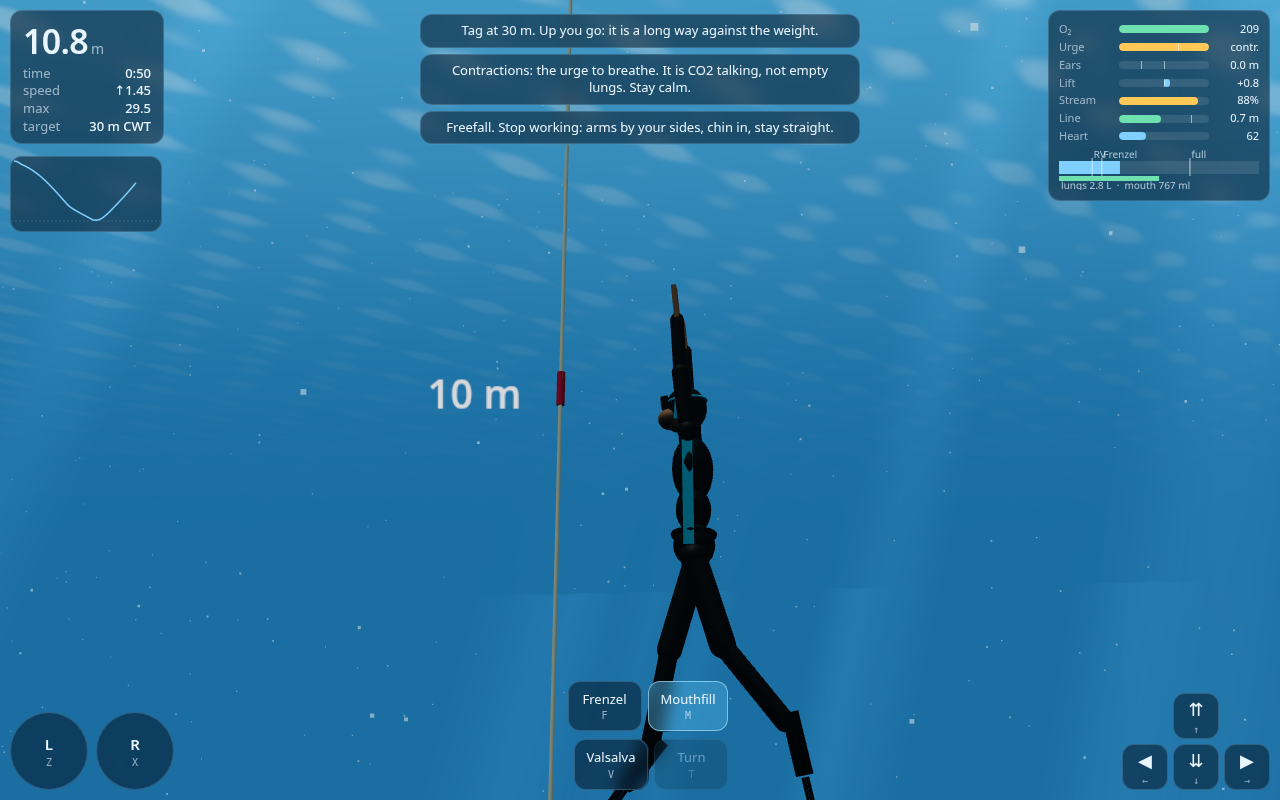 10.8 m
time 0:50
speed ↑1.45
max 29.5
target 30 m CWT
Tag at 30 m. Up you go: it is a long way against the weight.
Contractions: the urge to breathe. It is CO2 talking, not empty
lungs. Stay calm.
Freefall. Stop working: arms by your sides, chin in, stay straight.
O₂ 209
Urge contr.
Ears 0.0 m
Lift +0.8
Stream 88%
Line 0.7 m
Heart 62
RV Frenzel full
lungs 2.8 L · mouth 767 ml
10 m
L
Z
R
X
Frenzel
F
Mouthfill
M
Valsalva
V
Turn
T
⇈
↑
◀
←
⇊
↓
▶
→